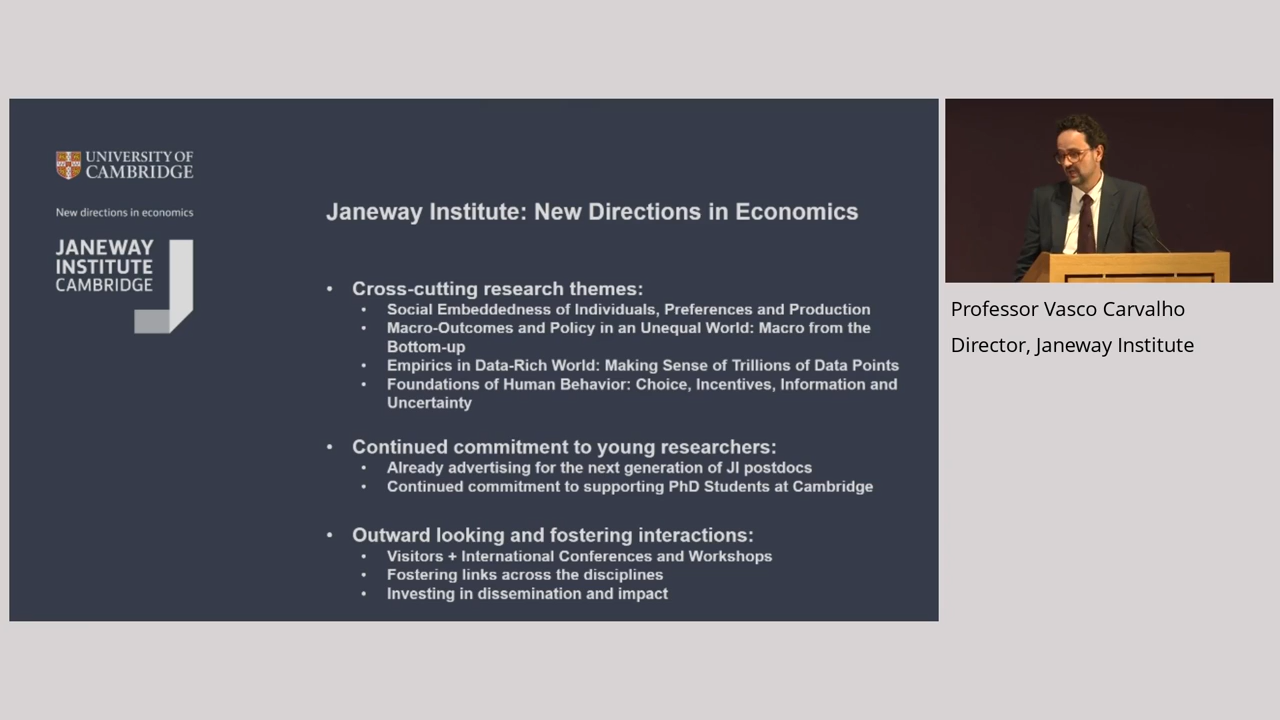 UNIVERSITY OF
CAMBRIDGE
New directions in economics
JANEWAY
INSTITUTE
CAMBRIDGE
Janeway Institute: New Directions in Economics
• Cross-cutting research themes:
• Social Embeddedness of Individuals, Preferences and Production
• Macro-Outcomes and Policy in an Unequal World: Macro from the
Bottom-up
• Empirics in Data-Rich World: Making Sense of Trillions of Data Points
• Foundations of Human Behavior: Choice, Incentives, Information and
Uncertainty
• Continued commitment to young researchers:
• Already advertising for the next generation of JI postdocs
• Continued commitment to supporting PhD Students at Cambridge
• Outward looking and fostering interactions:
• Visitors + International Conferences and Workshops
• Fostering links across the disciplines
• Investing in dissemination and impact
Professor Vasco Carvalho
Director, Janeway Institute